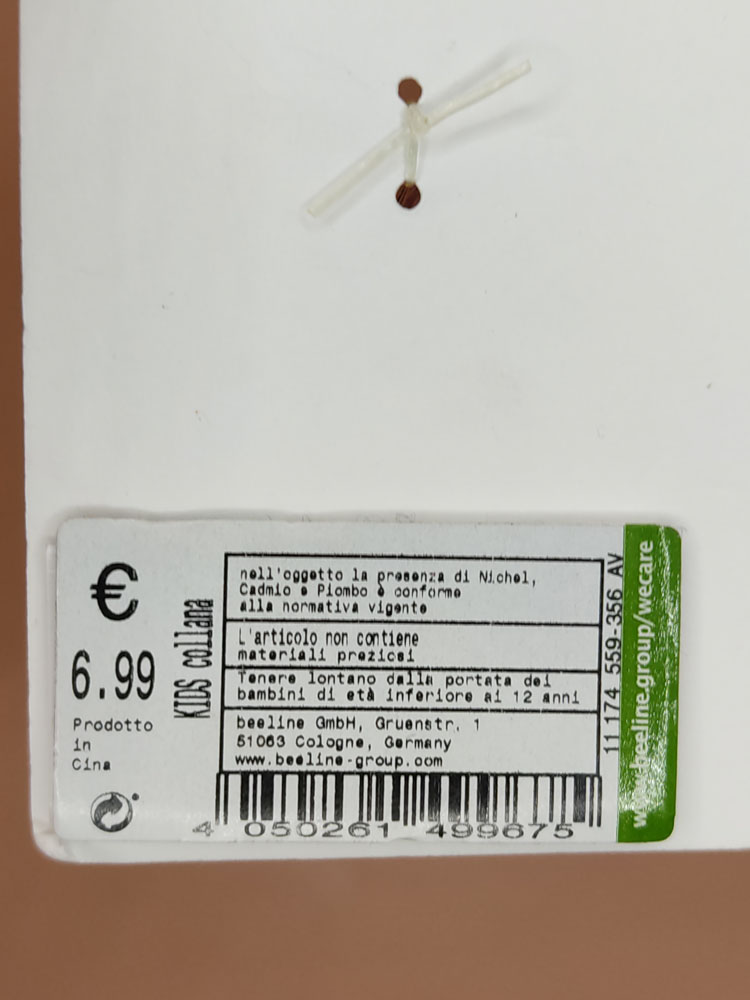 €
6.99
Prodotto
in
Cina
KIDS collana
nell'oggetto la presenza di Nichel,
Cadmio e Piombo è conforme
alla normativa vigente
L'articolo non contiene
materiali preziosi
Tenere lontano dalla portata dei
bambini di età inferiore ai 12 anni
beeline GmbH, Gruenstr. 1
51063 Cologne, Germany
www.beeline-group.com
4 050261 499675
11 174 559-356 AV
www.beeline.group/wecare